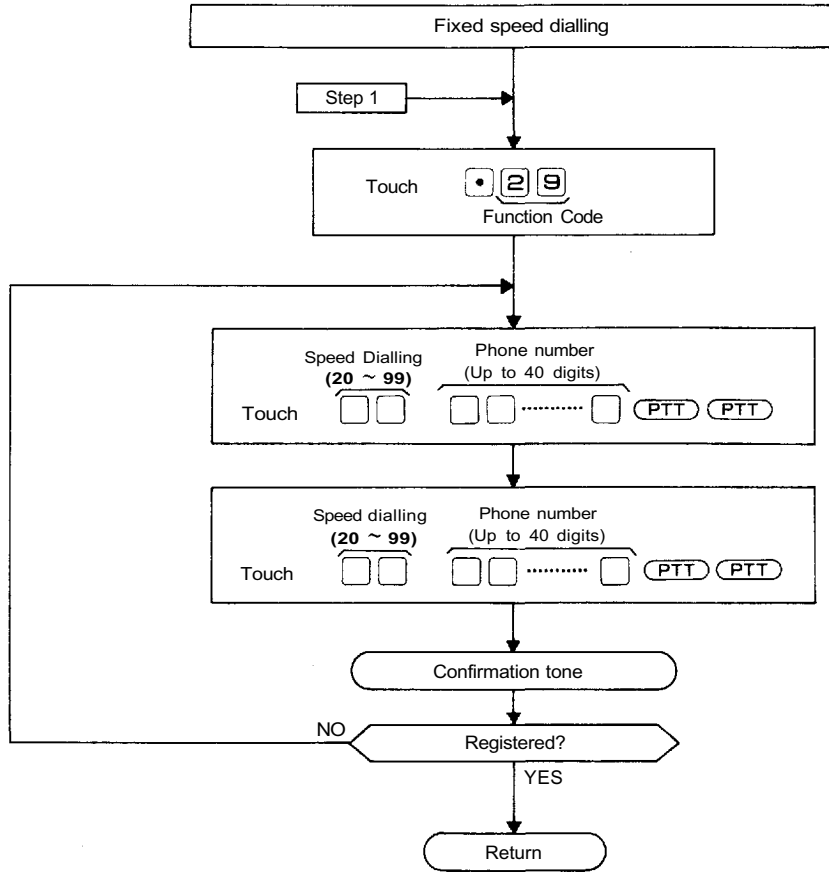 Fixed speed dialling
Step 1
Touch • 2 9
Function Code
Speed Dialling Phone number
(20 ~ 99) (Up to 40 digits)
Touch ·········· PTT PTT
Speed dialling Phone number
(20 ~ 99) (Up to 40 digits)
Touch ·········· PTT PTT
Confirmation tone
NO Registered?
YES
Return